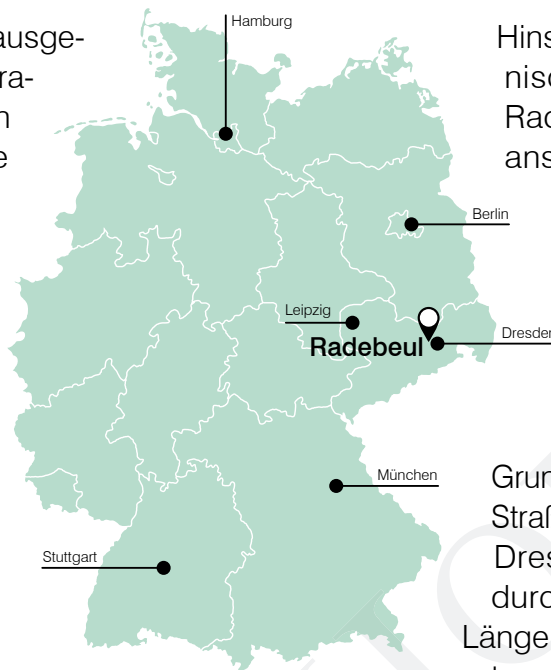 ausge-
ra-
n
e
Hins
nisc
Rad
ans
Hamburg
Berlin
Leipzig
Radebeul
Dresden
München
Stuttgart
Grun
Straß
Dres
durc
Länge